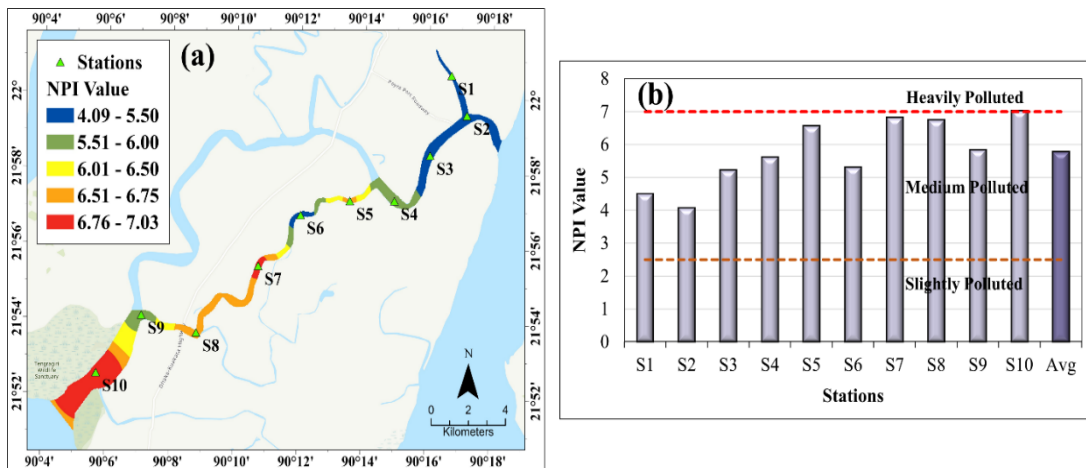 90°4' 90°6' 90°8' 90°10' 90°12' 90°14' 90°16' 90°18'
(a)
Stations
NPI Value
4.09 - 5.50
5.51 - 6.00
6.01 - 6.50
6.51 - 6.75
6.76 - 7.03
22°
21°58'
21°56'
21°54'
21°52'
S1
S2
S3
S4
S5
S6
S7
S8
S9
S10
Wildlife
Sanctuary
N
0 2 4
Kilometers
22°
21°58'
21°56'
21°54'
21°52'
90°4' 90°6' 90°8' 90°10' 90°12' 90°14' 90°16' 90°18'
(b)
NPI Value
8
7
6
5
4
3
2
1
0
Heavily Polluted
Medium Polluted
Slightly Polluted
S1 S2 S3 S4 S5 S6 S7 S8 S9 S10 Avg
Stations